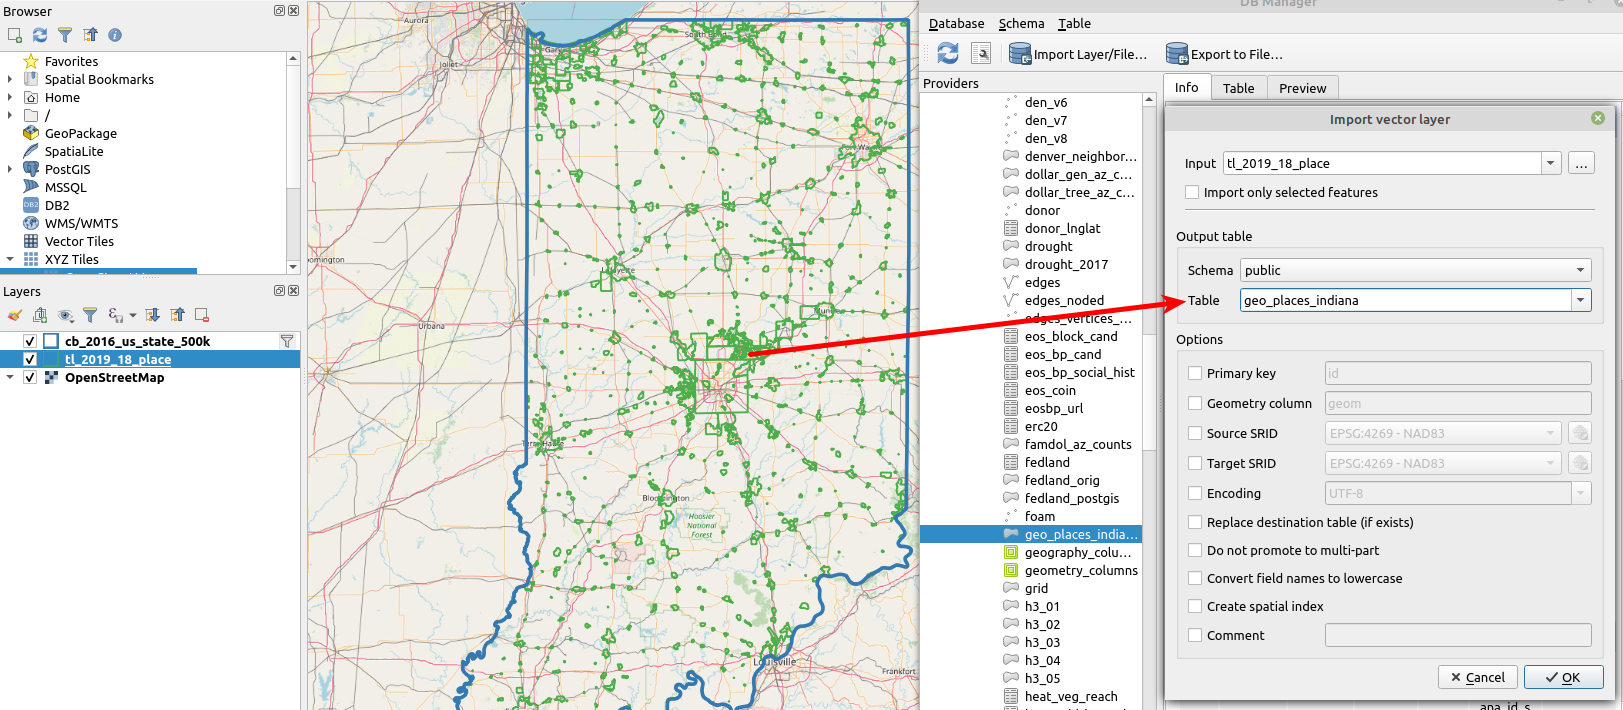 Browser
Favorites
Spatial Bookmarks
Home
/
GeoPackage
SpatiaLite
PostGIS
MSSQL
DB2
DB2
WMS/WMTS
Vector Tiles
XYZ Tiles
Layers
cb_2016_us_state_500k
tl_2019_18_place
OpenStreetMap
Aurora
Joliet
Gary
South Bend
Fort Wayne
omington
Lafayette
Urbana
Muncie
Terre Haute
Bloomington
Hoosier
National
Forest
Louisville
Frankfort
DB Manager
Database Schema Table
Import Layer/File...
Export to File...
Providers
den_v6
den_v7
den_v8
denver_neighbor...
dollar_gen_az_c...
dollar_tree_az_c...
donor
donor_lnglat
drought
drought_2017
edges
edges_noded
edges_vertices_...
eos_block_cand
eos_bp_cand
eos_bp_social_hist
eos_coin
eosbp_url
erc20
famdol_az_counts
fedland
fedland_orig
fedland_postgis
foam
geo_places_india...
geography_colu...
geometry_columns
grid
h3_01
h3_02
h3_03
h3_04
h3_05
heat_veg_reach
Info Table Preview
Import vector layer
Input tl_2019_18_place ...
Import only selected features
Output table
Schema public
Table geo_places_indiana
Options
Primary key id
Geometry column geom
Source SRID EPSG:4269 - NAD83
Target SRID EPSG:4269 - NAD83
Encoding UTF-8
Replace destination table (if exists)
Do not promote to multi-part
Convert field names to lowercase
Create spatial index
Comment
Cancel OK